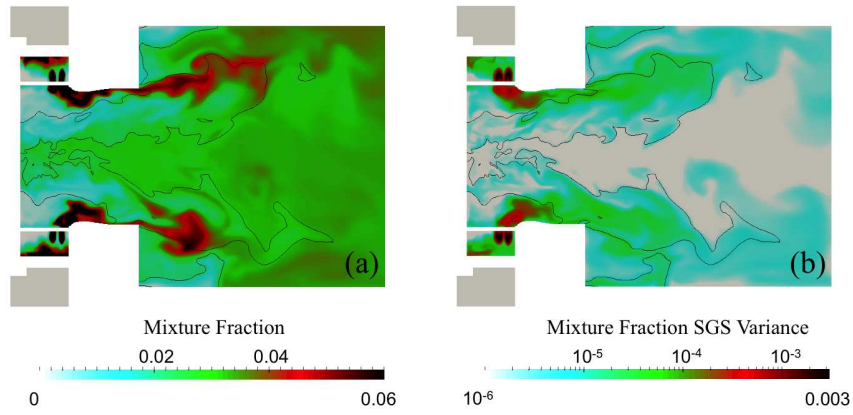 (a)
(b)
Mixture Fraction
0.02
0.04
0
0.06
Mixture Fraction SGS Variance
10-5
10-4
10-3
10-6
0.003